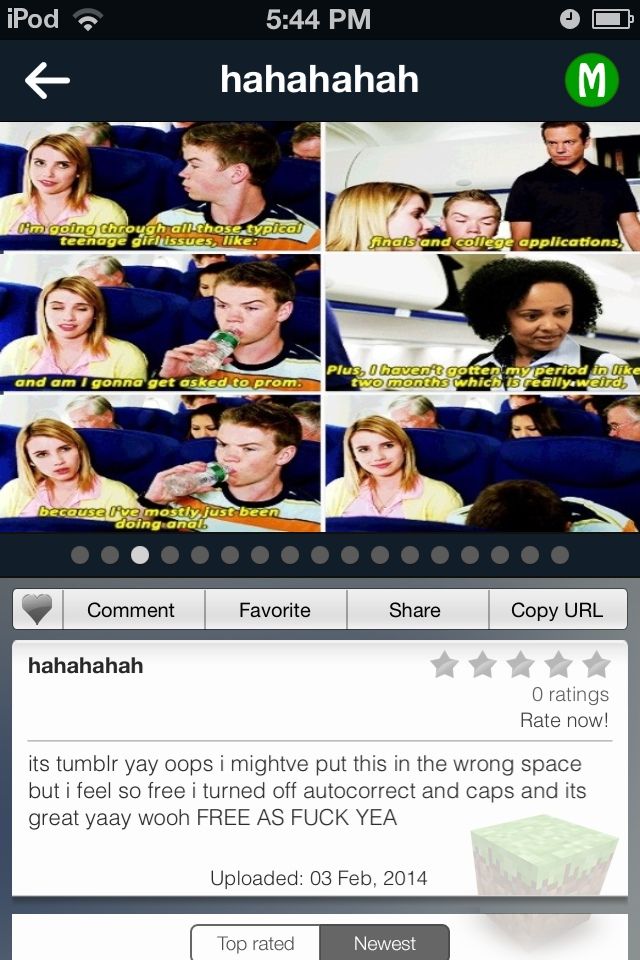 iPod
5:44 PM
hahahahah
M
I'm going through all those typical
teenage girl issues, like:
finals and college applications,
and am I gonna get asked to prom.
Plus, I haven't gotten my period in like
two months which is really weird,
because I've mostly just been
doing anal.
Comment
Favorite
Share
Copy URL
hahahahah
0 ratings
Rate now!
its tumblr yay oops i mightve put this in the wrong space
but i feel so free i turned off autocorrect and caps and its
great yaay wooh FREE AS FUCK YEA
Uploaded: 03 Feb, 2014
Top rated
Newest